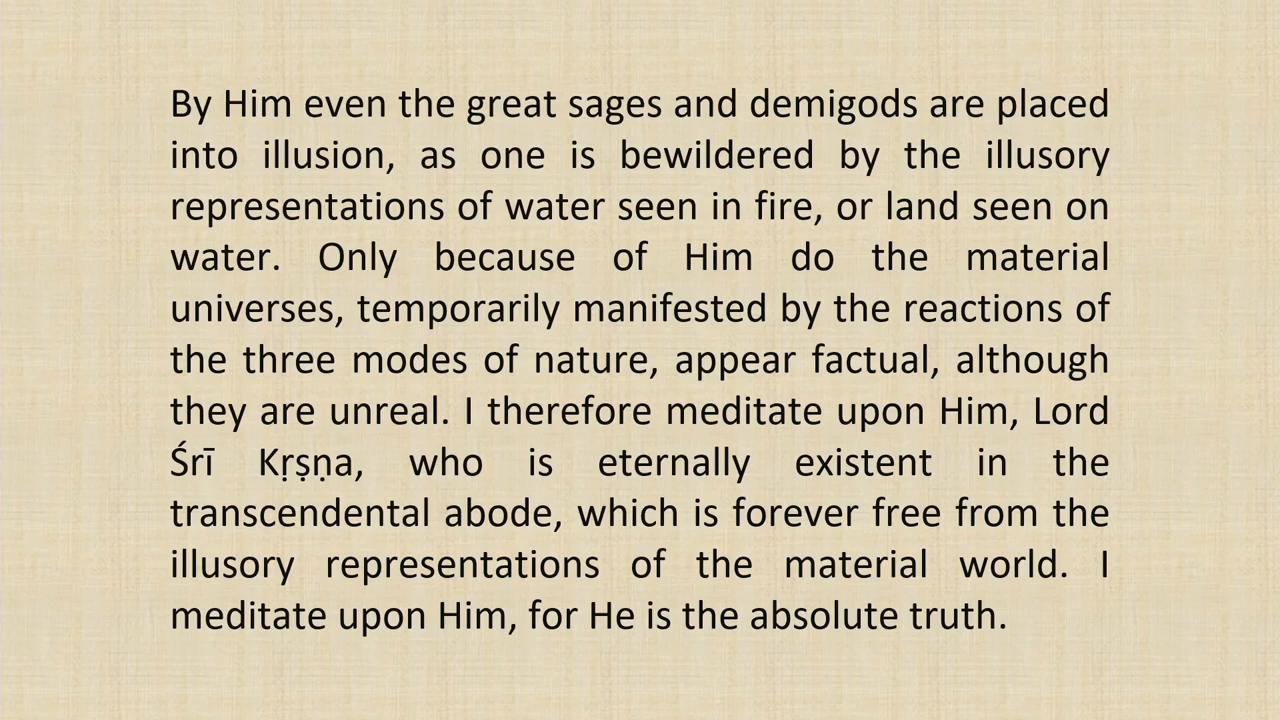 By Him even the great sages and demigods are placed
into illusion, as one is bewildered by the illusory
representations of water seen in fire, or land seen on
water. Only because of Him do the material
universes, temporarily manifested by the reactions of
the three modes of nature, appear factual, although
they are unreal. I therefore meditate upon Him, Lord
Śrī Kṛṣṇa, who is eternally existent in the
transcendental abode, which is forever free from the
illusory representations of the material world. I
meditate upon Him, for He is the absolute truth.